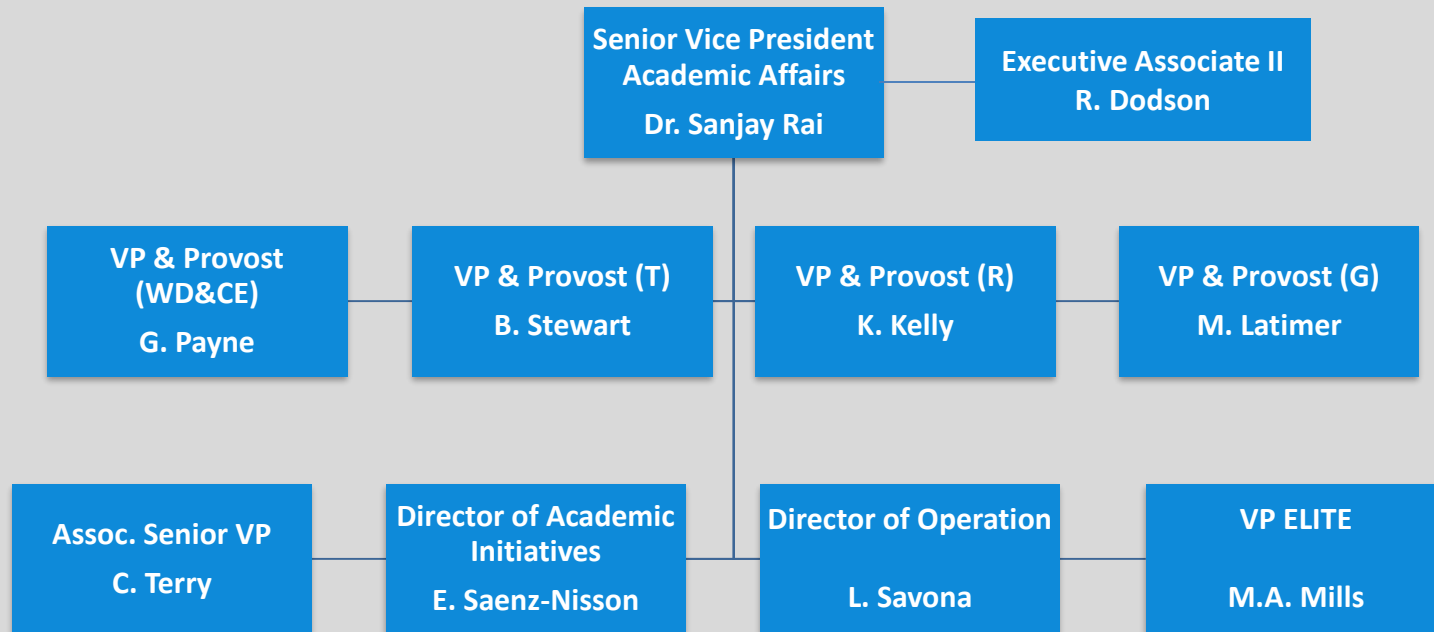 Senior Vice President
Academic Affairs
Dr. Sanjay Rai
Executive Associate II
R. Dodson
VP & Provost
(WD&CE)
G. Payne
VP & Provost (T)
B. Stewart
VP & Provost (R)
K. Kelly
VP & Provost (G)
M. Latimer
Assoc. Senior VP
C. Terry
Director of Academic
Initiatives
E. Saenz-Nisson
Director of Operation
L. Savona
VP ELITE
M.A. Mills